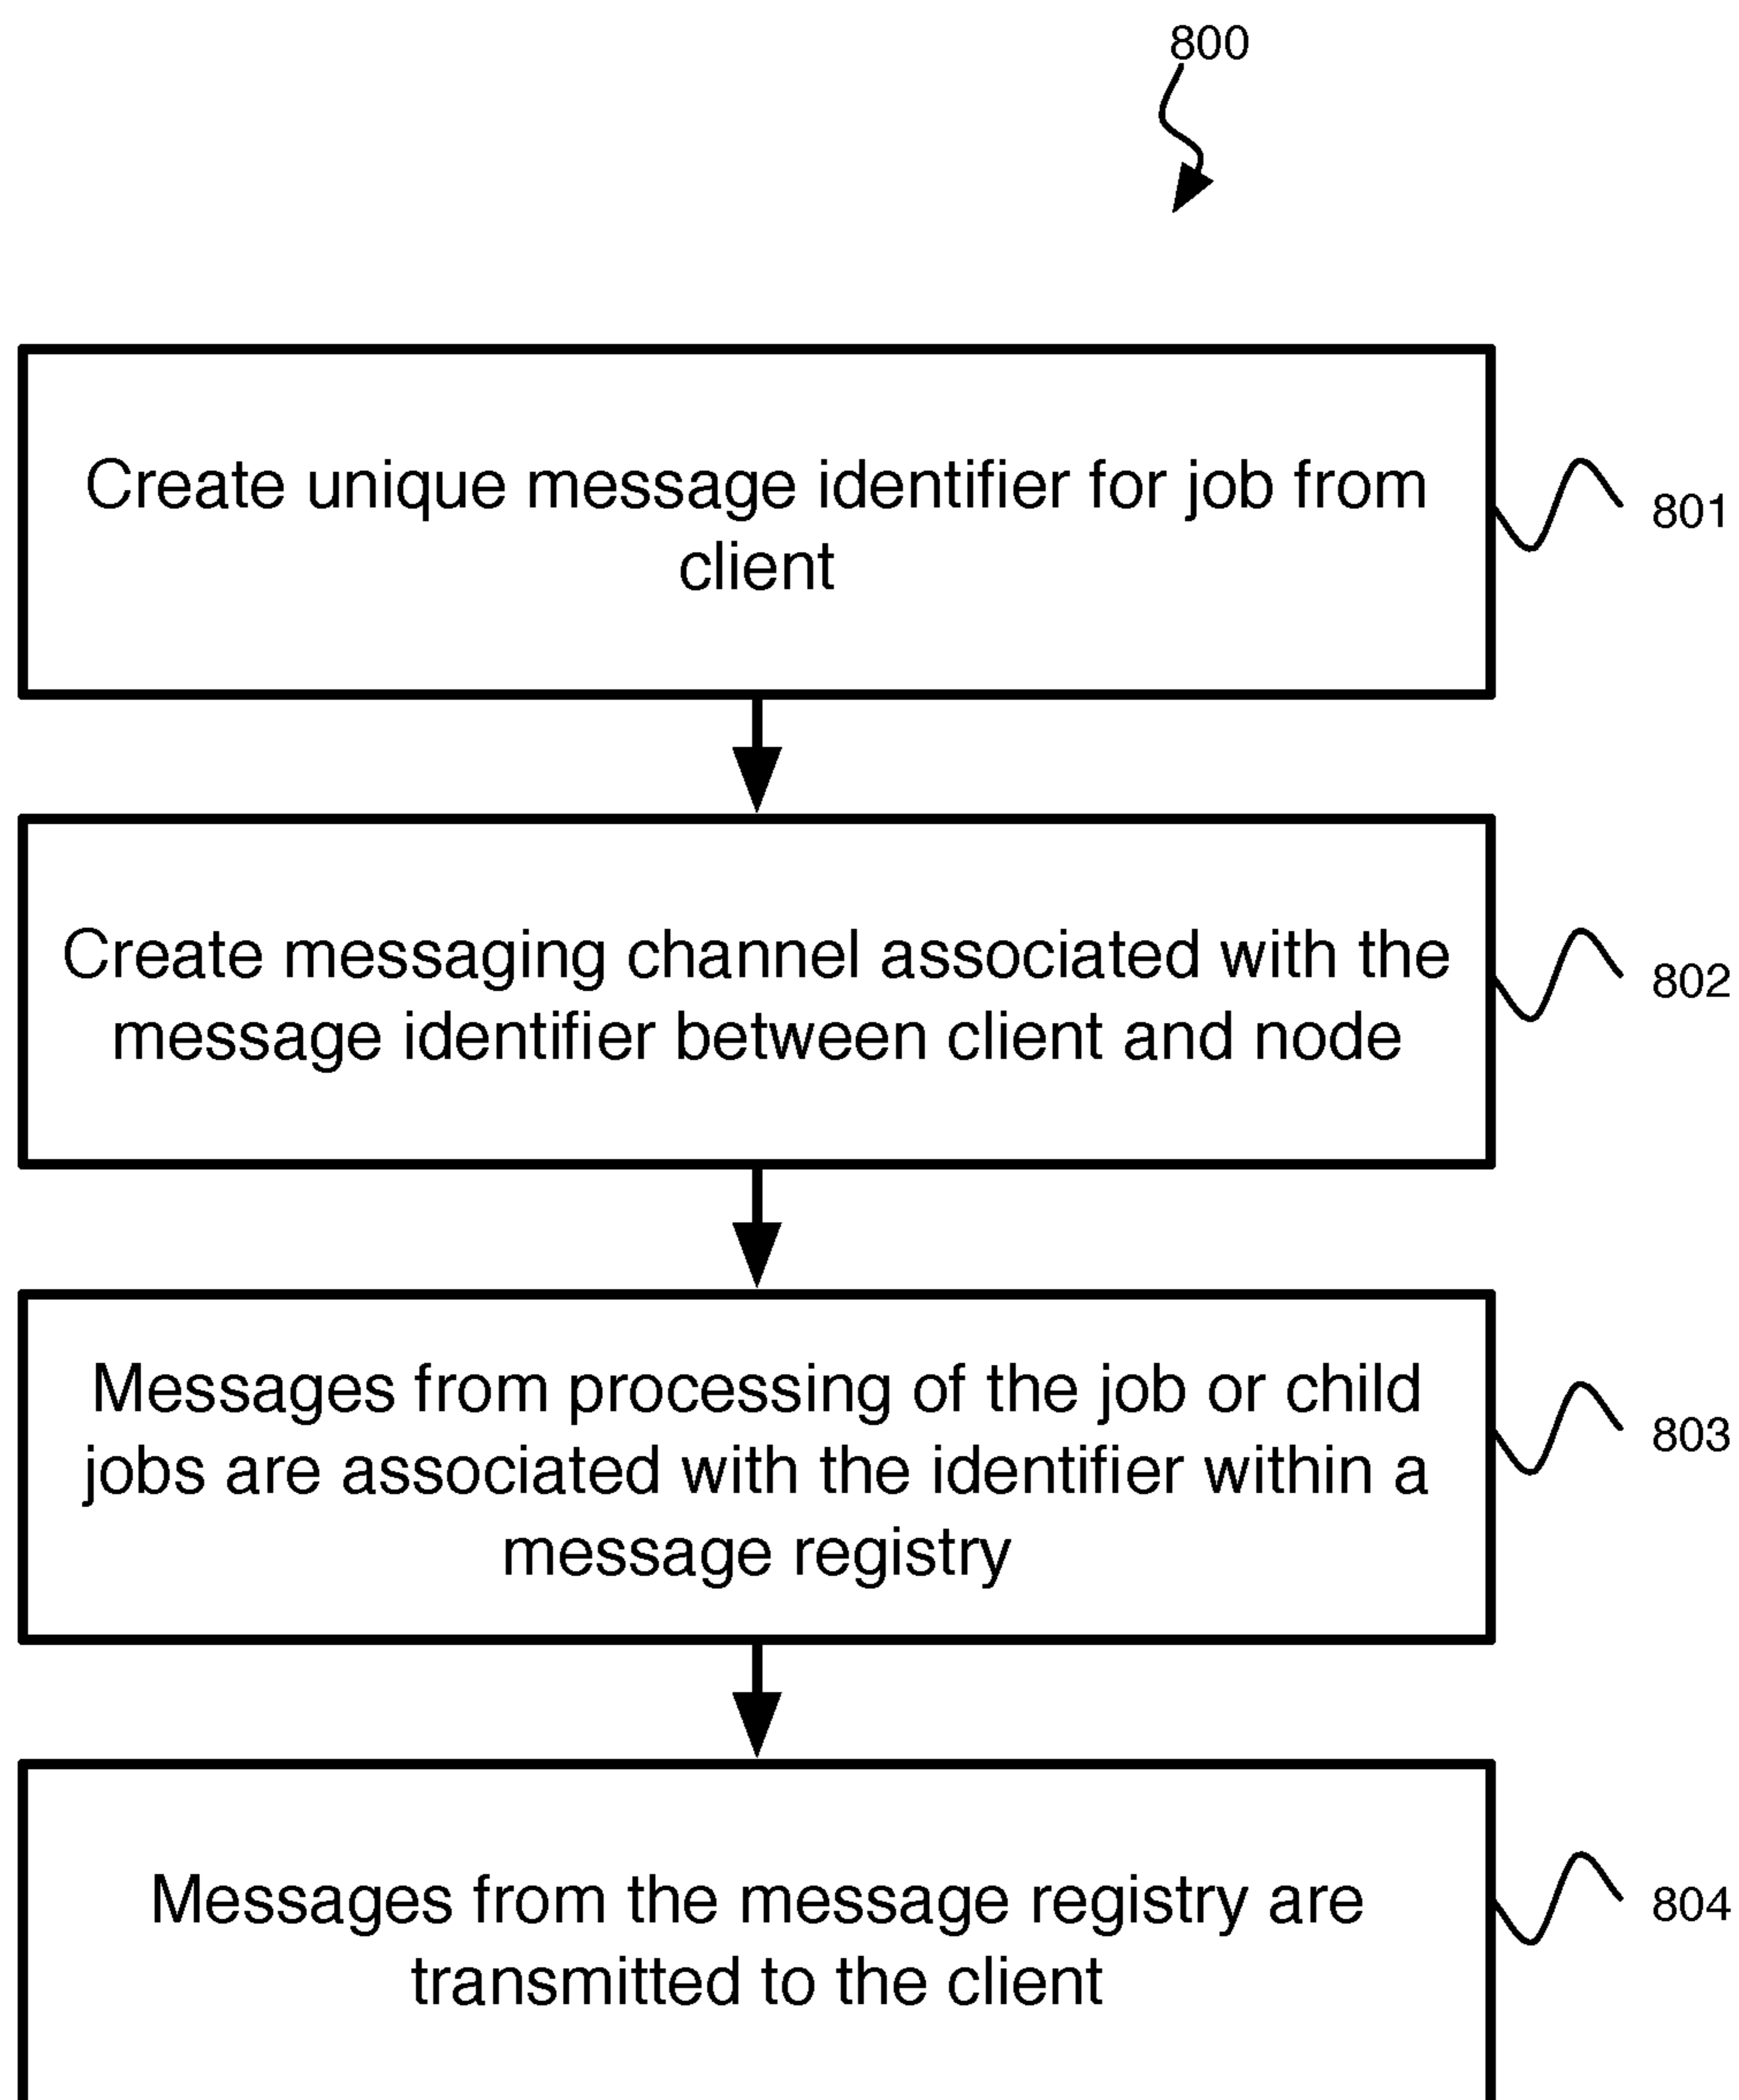 800
Create unique message identifier for job from
client
801
Create messaging channel associated with the
message identifier between client and node
802
Messages from processing of the job or child
jobs are associated with the identifier within a
message registry
803
Messages from the message registry are
transmitted to the client
804